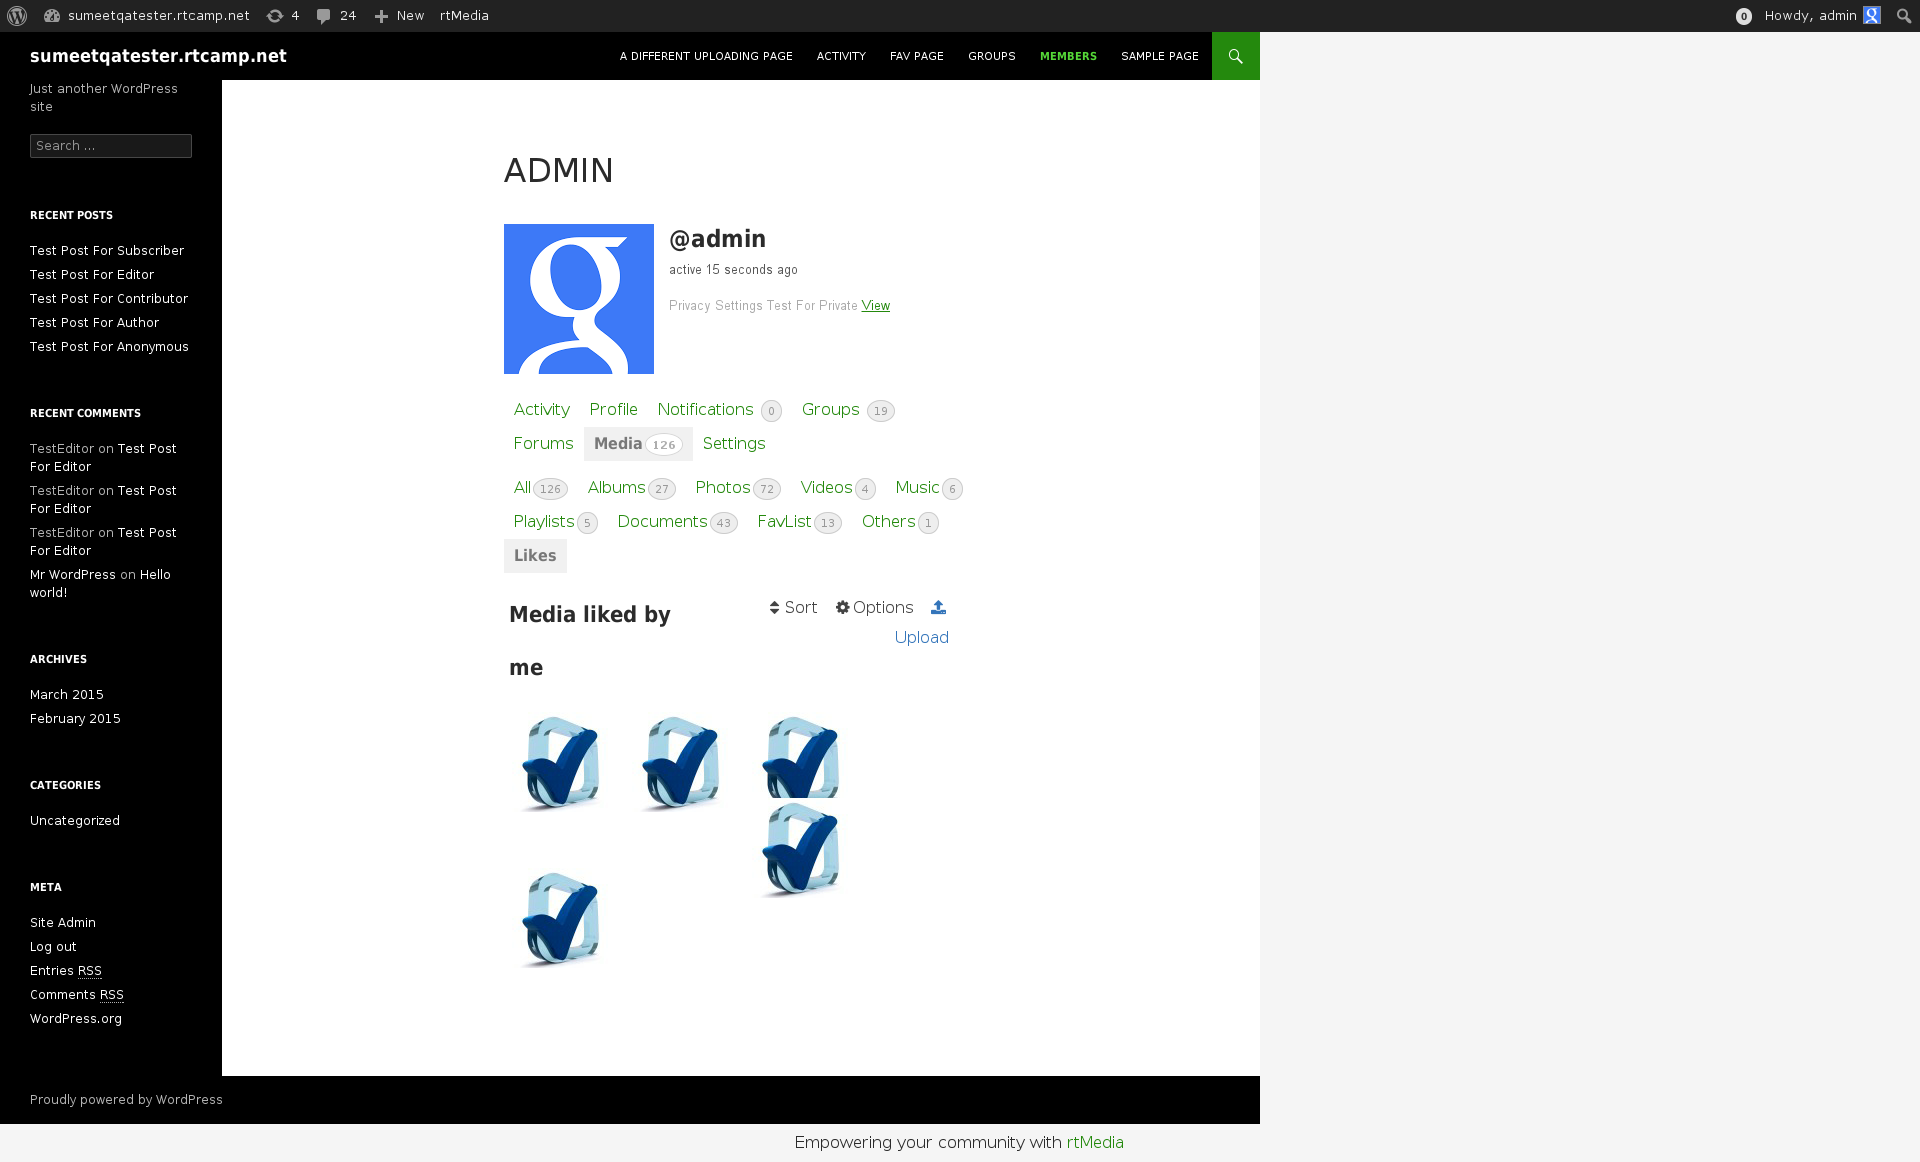 sumeetqatester.rtcamp.net 4 24 New rtMedia 0 Howdy, admin
sumeetqatester.rtcamp.net
A DIFFERENT UPLOADING PAGE ACTIVITY FAV PAGE GROUPS MEMBERS SAMPLE PAGE
Just another WordPress
site
Search ...
RECENT POSTS
Test Post For Subscriber
Test Post For Editor
Test Post For Contributor
Test Post For Author
Test Post For Anonymous
RECENT COMMENTS
TestEditor on Test Post
For Editor
TestEditor on Test Post
For Editor
TestEditor on Test Post
For Editor
Mr WordPress on Hello
world!
ARCHIVES
March 2015
February 2015
CATEGORIES
Uncategorized
META
Site Admin
Log out
Entries RSS
Comments RSS
WordPress.org
ADMIN
g
@admin
active 15 seconds ago
Privacy Settings Test For Private View
Activity Profile Notifications 0 Groups 19
Forums Media 126 Settings
All 126 Albums 27 Photos 72 Videos 4 Music 6
Playlists 5 Documents 43 FavList 13 Others 1
Likes
Media liked by
me
Sort Options
Upload
Proudly powered by WordPress
Empowering your community with rtMedia